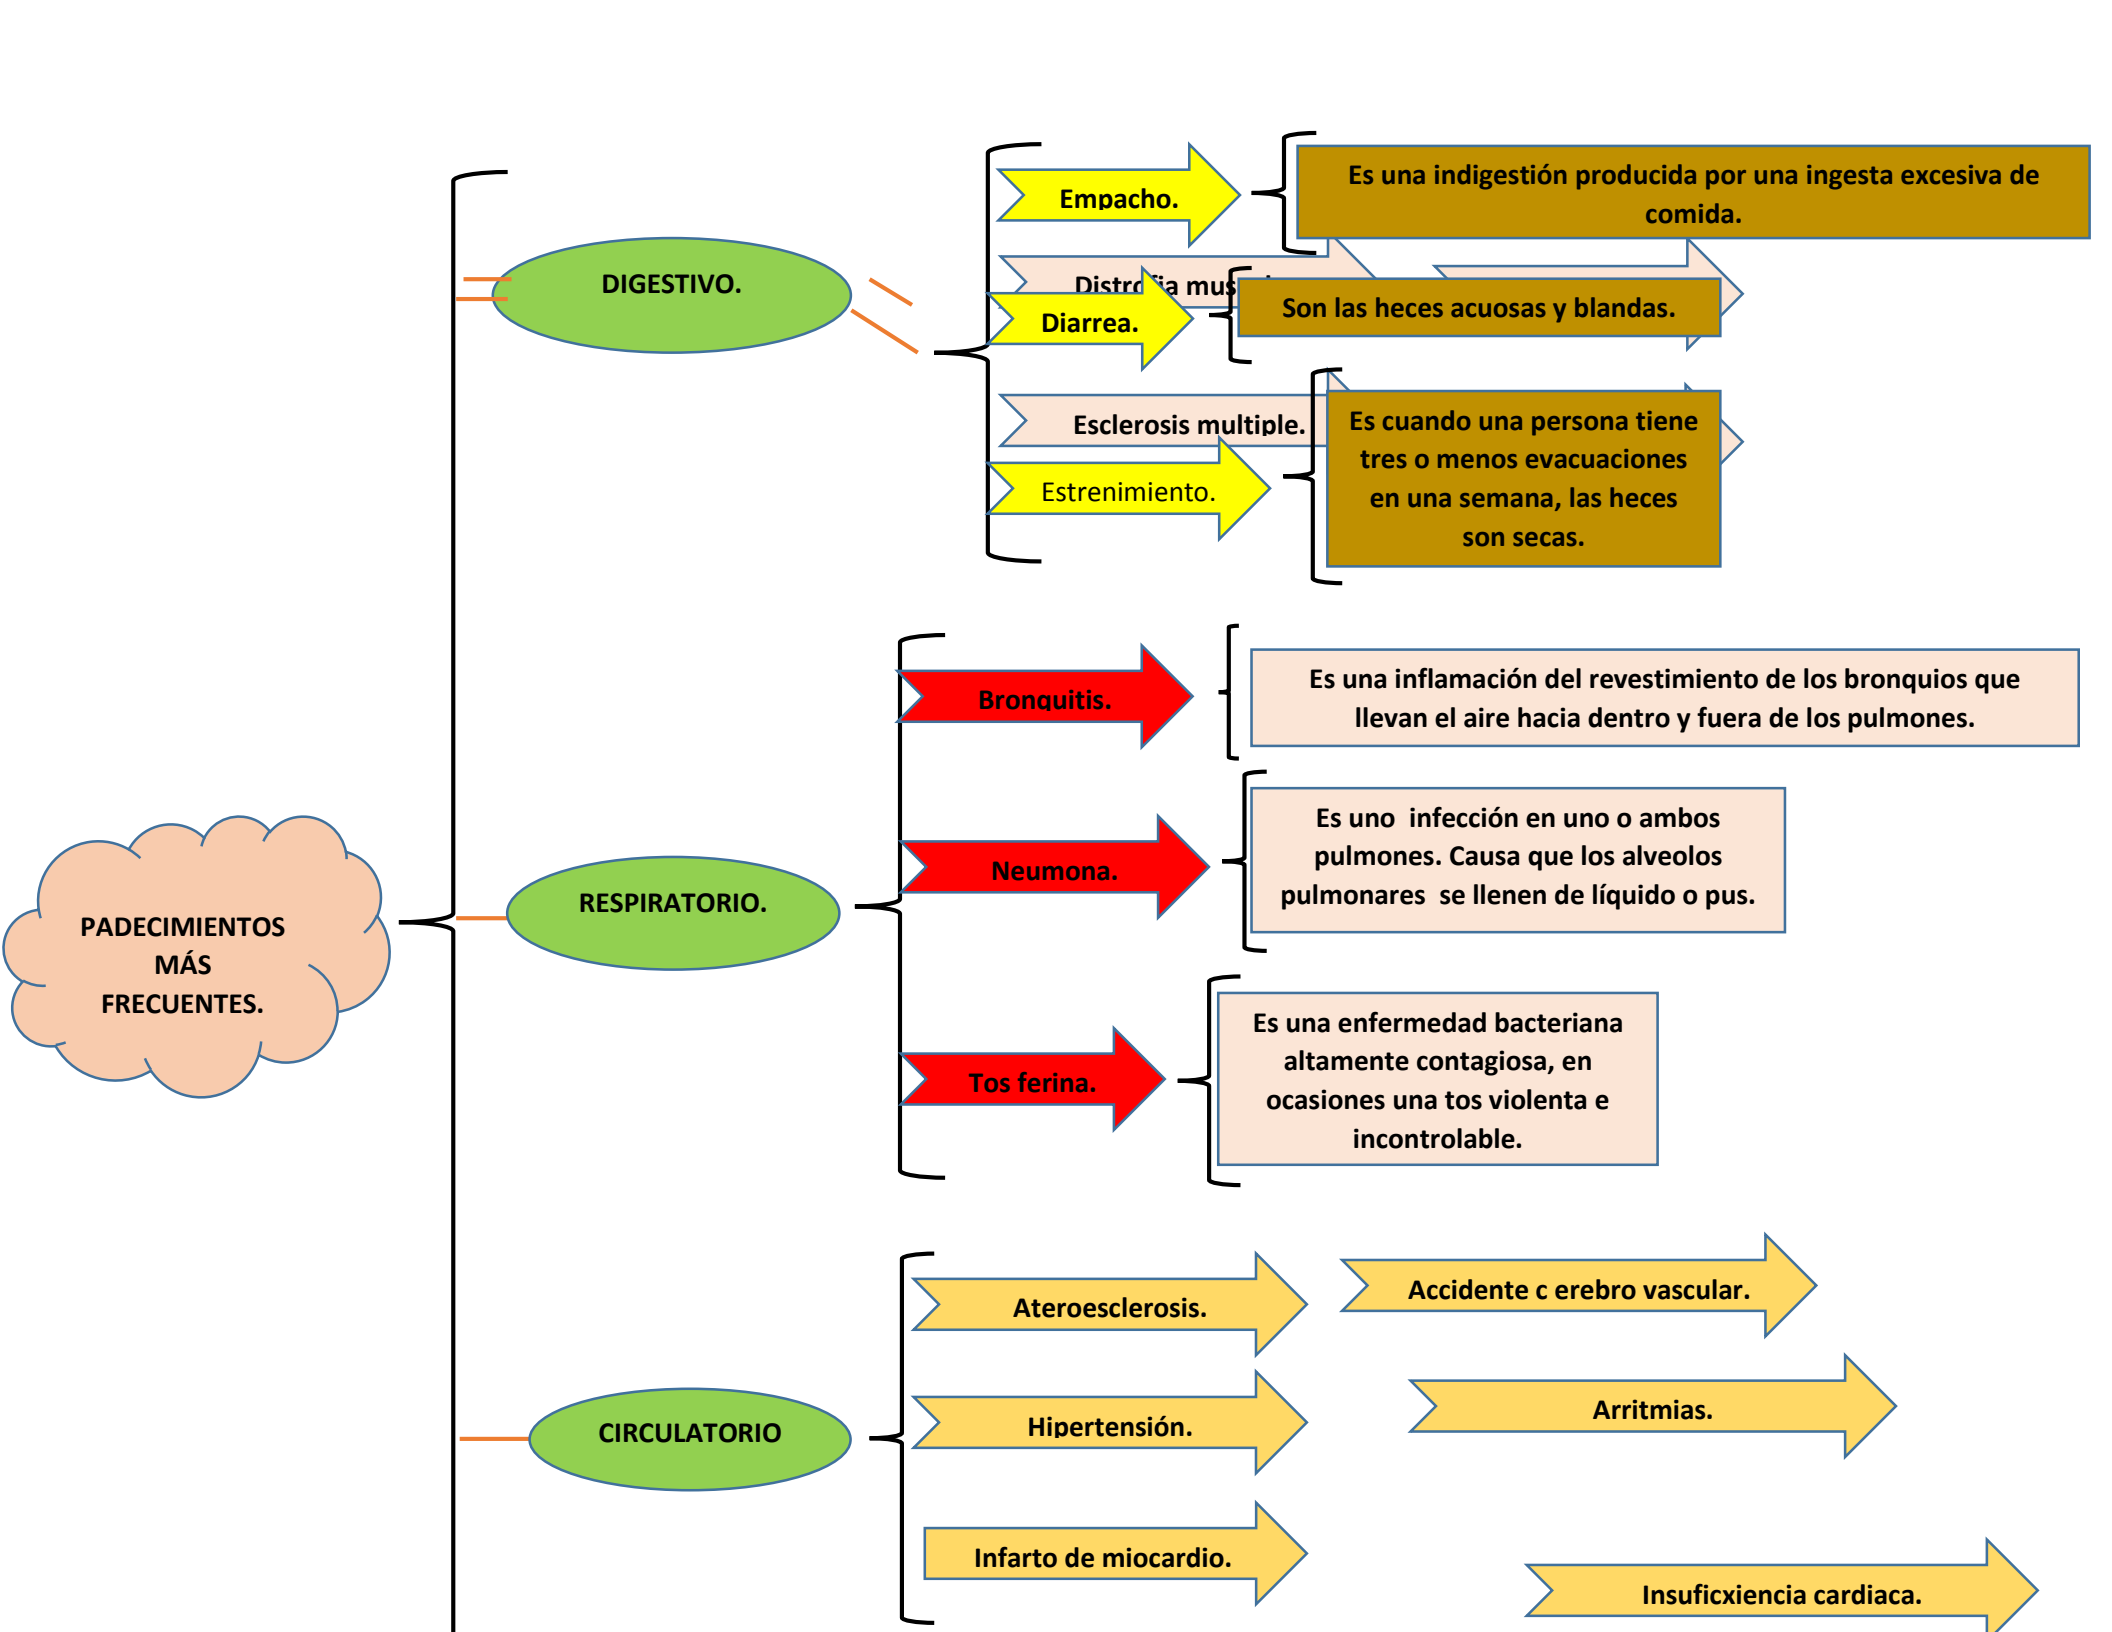 PADECIMIENTOS
MÁS
FRECUENTES.
DIGESTIVO.
Empacho.
Es una indigestión producida por una ingesta excesiva de
comida.
Diarrea.
Son las heces acuosas y blandas.
Esclerosis multiple.
Estrenimiento.
Es cuando una persona tiene
tres o menos evacuaciones
en una semana, las heces
son secas.
RESPIRATORIO.
Bronquitis.
Es una inflamación del revestimiento de los bronquios que
llevan el aire hacia dentro y fuera de los pulmones.
Neumona.
Es uno infección en uno o ambos
pulmones. Causa que los alveolos
pulmonares se llenen de líquido o pus.
Tos ferina.
Es una enfermedad bacteriana
altamente contagiosa, en
ocasiones una tos violenta e
incontrolable.
CIRCULATORIO
Ateroesclerosis.
Accidente c erebro vascular.
Hipertensión.
Arritmias.
Infarto de miocardio.
Insuficxiencia cardiaca.